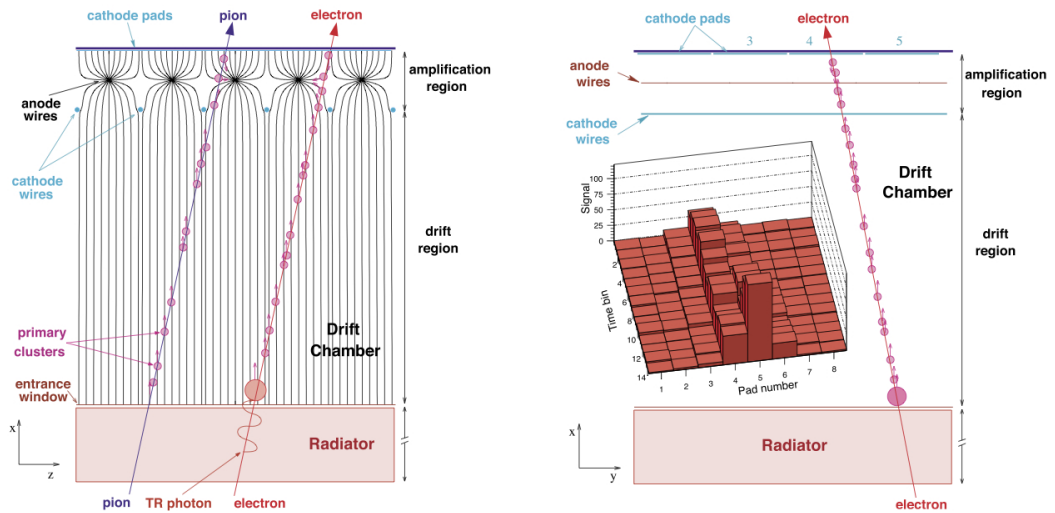 cathode pads
pion
electron
anode
wires
cathode
wires
amplification
region
drift
region
primary
clusters
Drift
Chamber
entrance
window
Radiator
x
z
pion
TR photon
electron
electron
cathode pads
3
4
5
anode
wires
cathode
wires
amplification
region
Drift
Chamber
drift
region
Signal
100
75
50
25
0
2
4
6
8
10
12
14
Time bin
1
2
3
4
5
6
7
8
Pad number
Radiator
x
y
electron